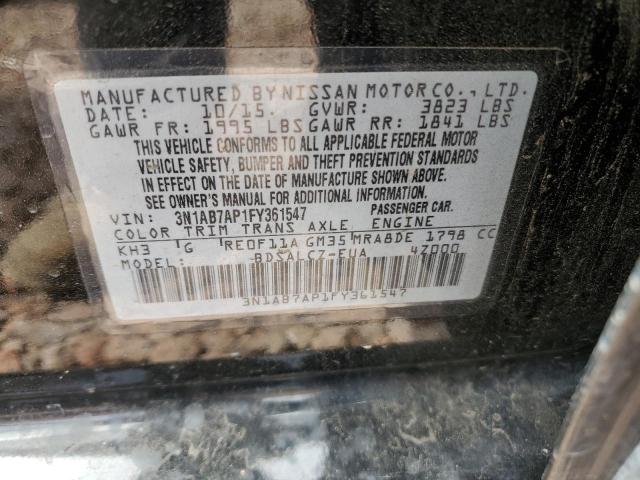 MANUFACTURED BY NISSAN MOTOR CO., LTD.
DATE: 10/15 GVWR: 3823 LBS
GAWR FR: 1995 LBS GAWR RR: 1841 LBS
THIS VEHICLE CONFORMS TO ALL APPLICABLE FEDERAL MOTOR
VEHICLE SAFETY, BUMPER AND THEFT PREVENTION STANDARDS
IN EFFECT ON THE DATE OF MANUFACTURE SHOWN ABOVE.
SEE OWNER'S MANUAL FOR ADDITIONAL INFORMATION.
VIN: 3N1AB7AP1FY361547 PASSENGER CAR.
COLOR TRIM TRANS AXLE ENGINE
KH3 G RE0F11A GM35 MRA8DE 1798 CC
MODEL: BDSALCZ-EUA 4Z000
3N1AB7AP1FY361547